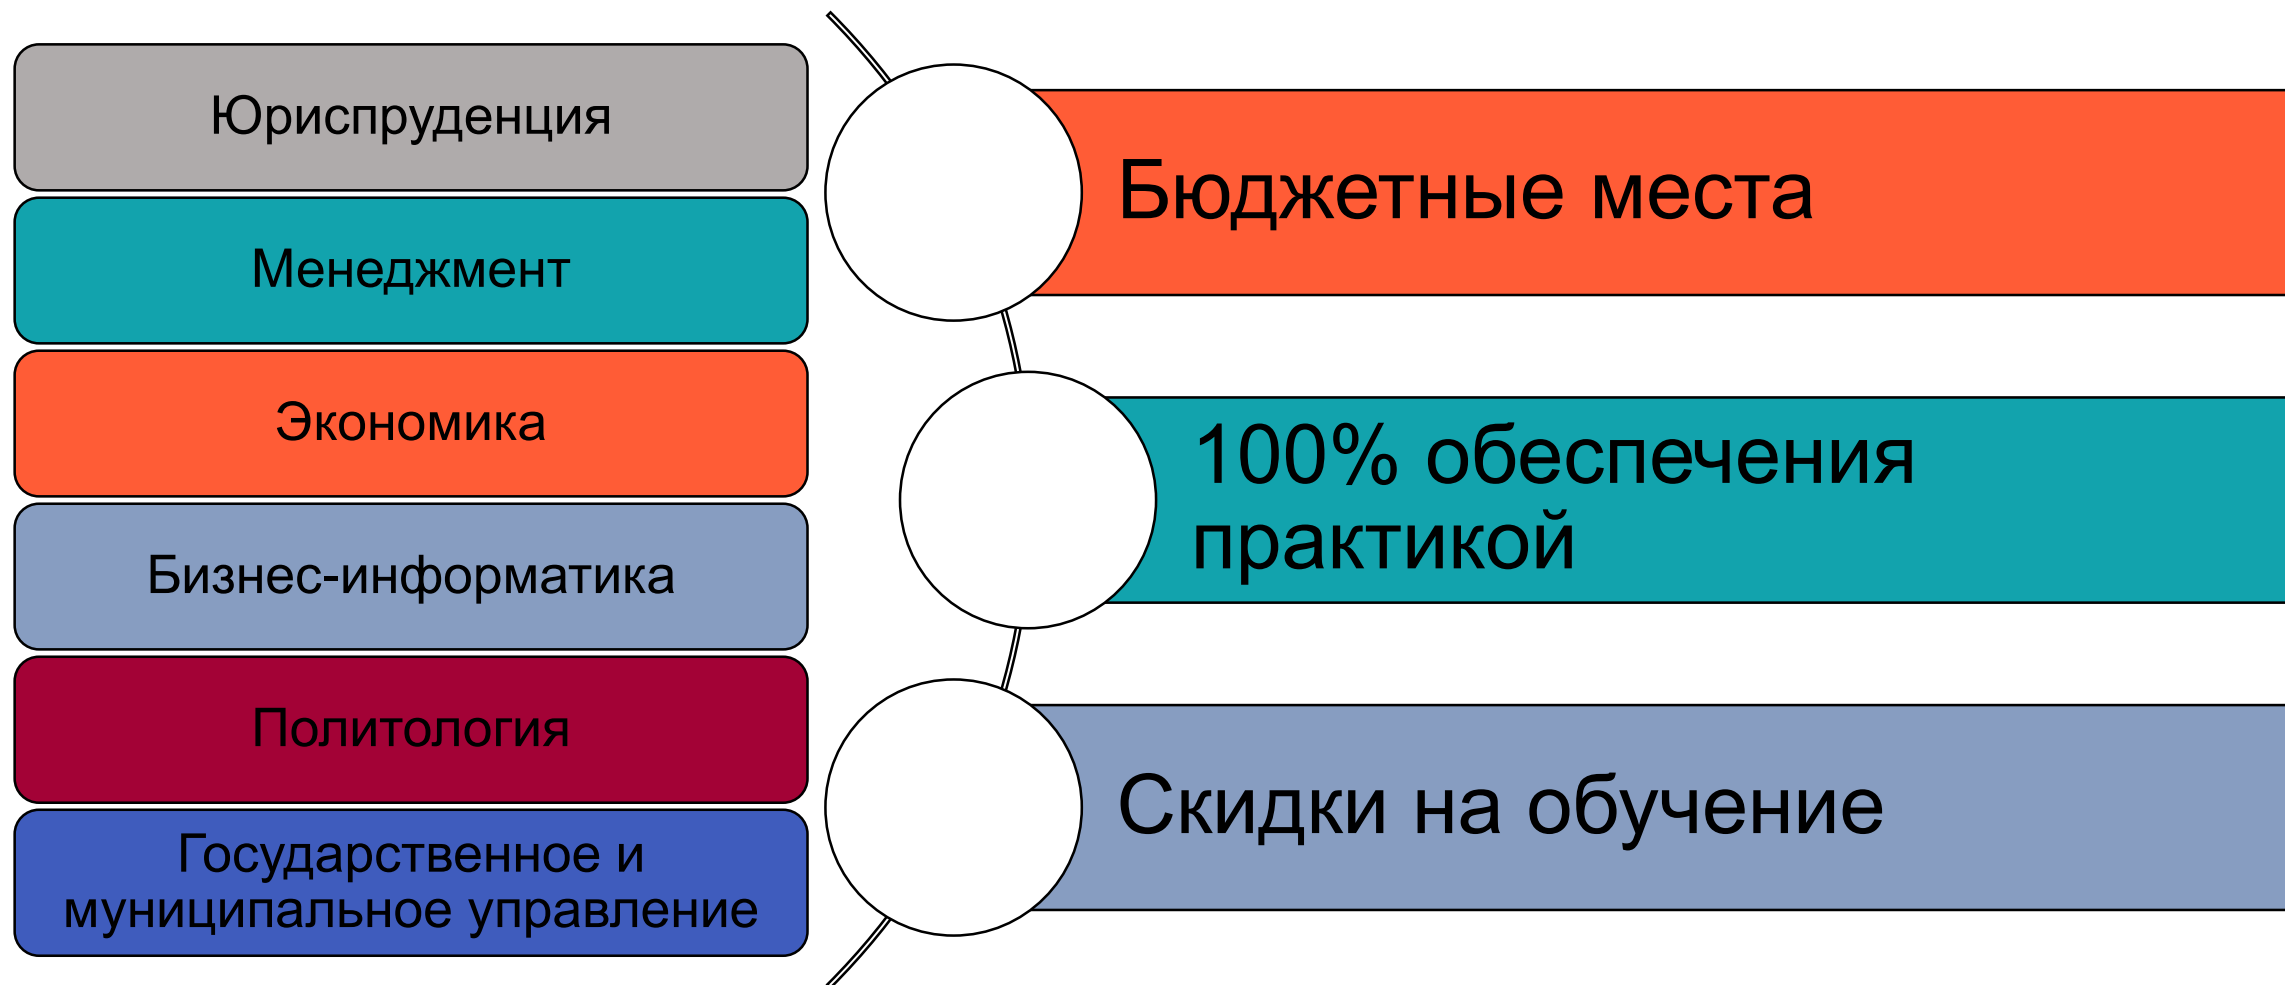 Юриспруденция
Менеджмент
Экономика
Бизнес-информатика
Политология
Государственное и
муниципальное управление
Бюджетные места
100% обеспечения
практикой
Скидки на обучение